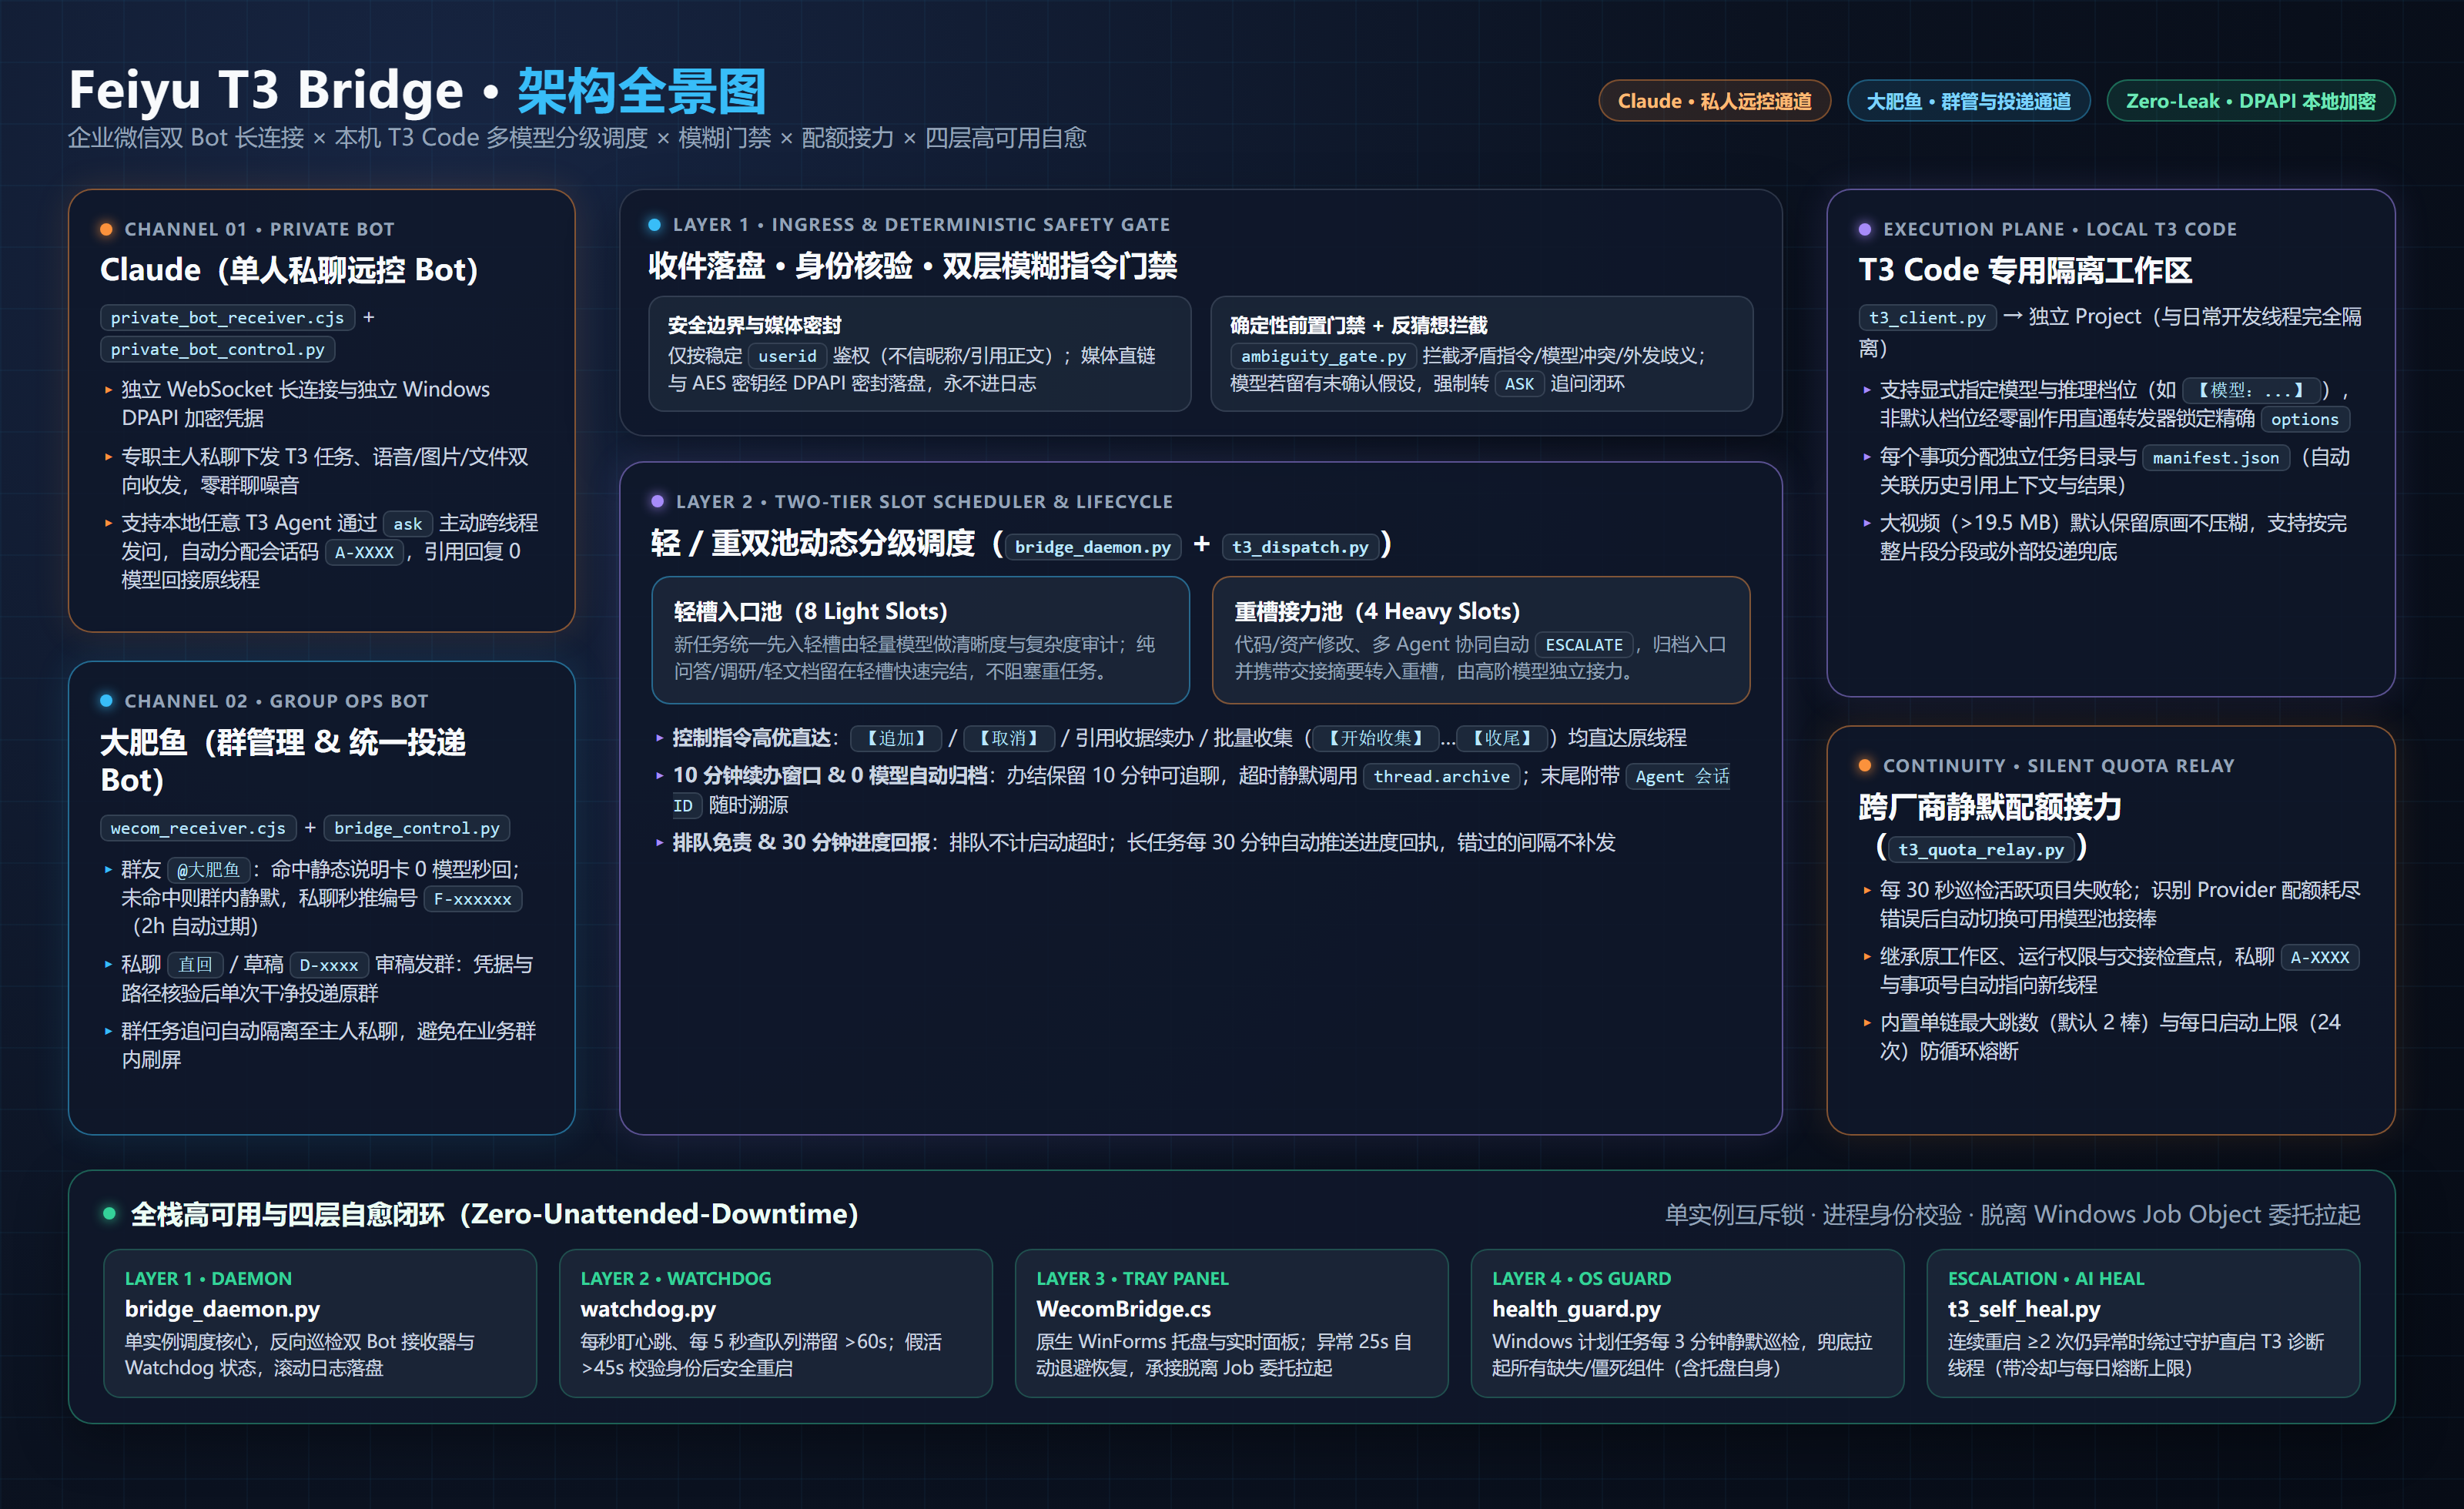 Feiyu T3 Bridge • 架构全景图
企业微信双 Bot 长连接 × 本机 T3 Code 多模型分级调度 × 模糊门禁 × 配额接力 × 四层高可用自愈
Claude • 私人远控通道
大肥鱼 • 群管与投递通道
Zero-Leak • DPAPI 本地加密
CHANNEL 01 • PRIVATE BOT
Claude（单人私聊远控 Bot）
private_bot_receiver.cjs +
private_bot_control.py
▸ 独立 WebSocket 长连接与独立 Windows
DPAPI 加密凭据
▸ 专职主人私聊下发 T3 任务、语音/图片/文件双
向收发，零群聊噪音
▸ 支持本地任意 T3 Agent 通过 ask 主动跨线程
发问，自动分配会话码 A-XXXX，引用回复 0
模型回接原线程
CHANNEL 02 • GROUP OPS BOT
大肥鱼（群管理 & 统一投递
Bot）
wecom_receiver.cjs + bridge_control.py
▸ 群友 @大肥鱼：命中静态说明卡 0 模型秒回；
未命中则群内静默，私聊秒推编号 F-xxxxxx
（2h 自动过期）
▸ 私聊 直回 / 草稿 D-xxxx 审稿发群：凭据与
路径核验后单次干净投递原群
▸ 群任务追问自动隔离至主人私聊，避免在业务群
内刷屏
LAYER 1 • INGRESS & DETERMINISTIC SAFETY GATE
收件落盘 • 身份核验 • 双层模糊指令门禁
安全边界与媒体密封
仅按稳定 userid 鉴权（不信昵称/引用正文）；媒体直链
与 AES 密钥经 DPAPI 密封落盘，永不进日志
确定性前置门禁 + 反猜想拦截
ambiguity_gate.py 拦截矛盾指令/模型冲突/外发歧义；
模型若留有未确认假设，强制转 ASK 追问闭环
LAYER 2 • TWO-TIER SLOT SCHEDULER & LIFECYCLE
轻 / 重双池动态分级调度（bridge_daemon.py + t3_dispatch.py）
轻槽入口池（8 Light Slots）
新任务统一先入轻槽由轻量模型做清晰度与复杂度审计；纯
问答/调研/轻文档留在轻槽快速完结，不阻塞重任务。
重槽接力池（4 Heavy Slots）
代码/资产修改、多 Agent 协同自动 ESCALATE，归档入口
并携带交接摘要转入重槽，由高阶模型独立接力。
▸ 控制指令高优直达：【追加】 / 【取消】 / 引用收据续办 / 批量收集（【开始收集】…【收尾】）均直达原线程
▸ 10 分钟续办窗口 & 0 模型自动归档：办结保留 10 分钟可追聊，超时静默调用 thread.archive；末尾附带 Agent 会话
ID 随时溯源
▸ 排队免责 & 30 分钟进度回报：排队不计启动超时；长任务每 30 分钟自动推送进度回执，错过的间隔不补发
EXECUTION PLANE • LOCAL T3 CODE
T3 Code 专用隔离工作区
t3_client.py → 独立 Project（与日常开发线程完全隔
离）
▸ 支持显式指定模型与推理档位（如 【模型：...】），
非默认档位经零副作用直通转发器锁定精确 options
▸ 每个事项分配独立任务目录与 manifest.json（自动
关联历史引用上下文与结果）
▸ 大视频（>19.5 MB）默认保留原画不压糊，支持按完
整片段分段或外部投递兜底
CONTINUITY • SILENT QUOTA RELAY
跨厂商静默配额接力
（t3_quota_relay.py）
▸ 每 30 秒巡检活跃项目失败轮；识别 Provider 配额耗尽
错误后自动切换可用模型池接棒
▸ 继承原工作区、运行权限与交接检查点，私聊 A-XXXX
与事项号自动指向新线程
▸ 内置单链最大跳数（默认 2 棒）与每日启动上限（24
次）防循环熔断
全栈高可用与四层自愈闭环（Zero-Unattended-Downtime）
单实例互斥锁 · 进程身份校验 · 脱离 Windows Job Object 委托拉起
LAYER 1 • DAEMON
bridge_daemon.py
单实例调度核心，反向巡检双 Bot 接收器与
Watchdog 状态，滚动日志落盘
LAYER 2 • WATCHDOG
watchdog.py
每秒盯心跳、每 5 秒查队列滞留 >60s；假活
>45s 校验身份后安全重启
LAYER 3 • TRAY PANEL
WecomBridge.cs
原生 WinForms 托盘与实时面板；异常 25s 自
动退避恢复，承接脱离 Job 委托拉起
LAYER 4 • OS GUARD
health_guard.py
Windows 计划任务每 3 分钟静默巡检，兜底拉
起所有缺失/僵死组件（含托盘自身）
ESCALATION • AI HEAL
t3_self_heal.py
连续重启 ≥2 次仍异常时绕过守护直启 T3 诊断
线程（带冷却与每日熔断上限）